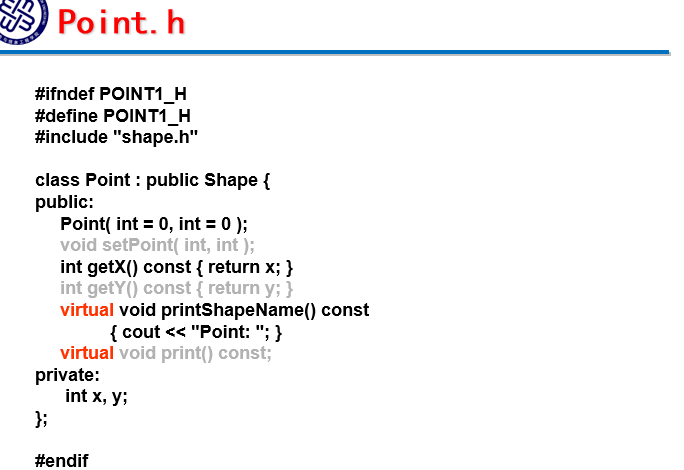 Point.h
#ifndef POINT1_H
#define POINT1_H
#include "shape.h"
class Point : public Shape {
public:
Point( int = 0, int = 0 );
void setPoint( int, int );
int getX() const { return x; }
int getY() const { return y; }
virtual void printShapeName() const
{ cout << "Point: "; }
virtual void print() const;
private:
int x, y;
};
#endif